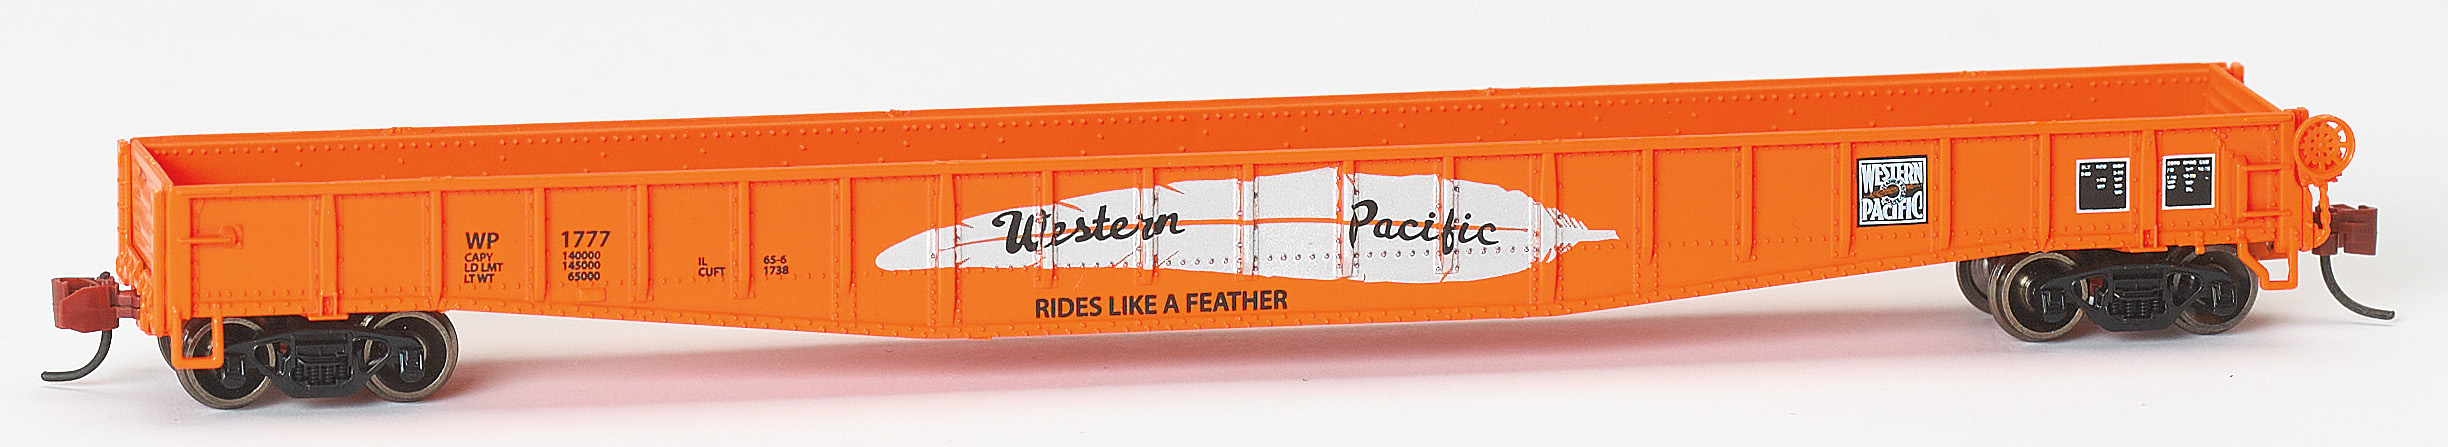 WP 1777
CAPY 140000
LD LMT 145000
LT WT 65000
IL 65-6
CUFT 1738
Western Pacific
RIDES LIKE A FEATHER
WESTERN
PACIFIC